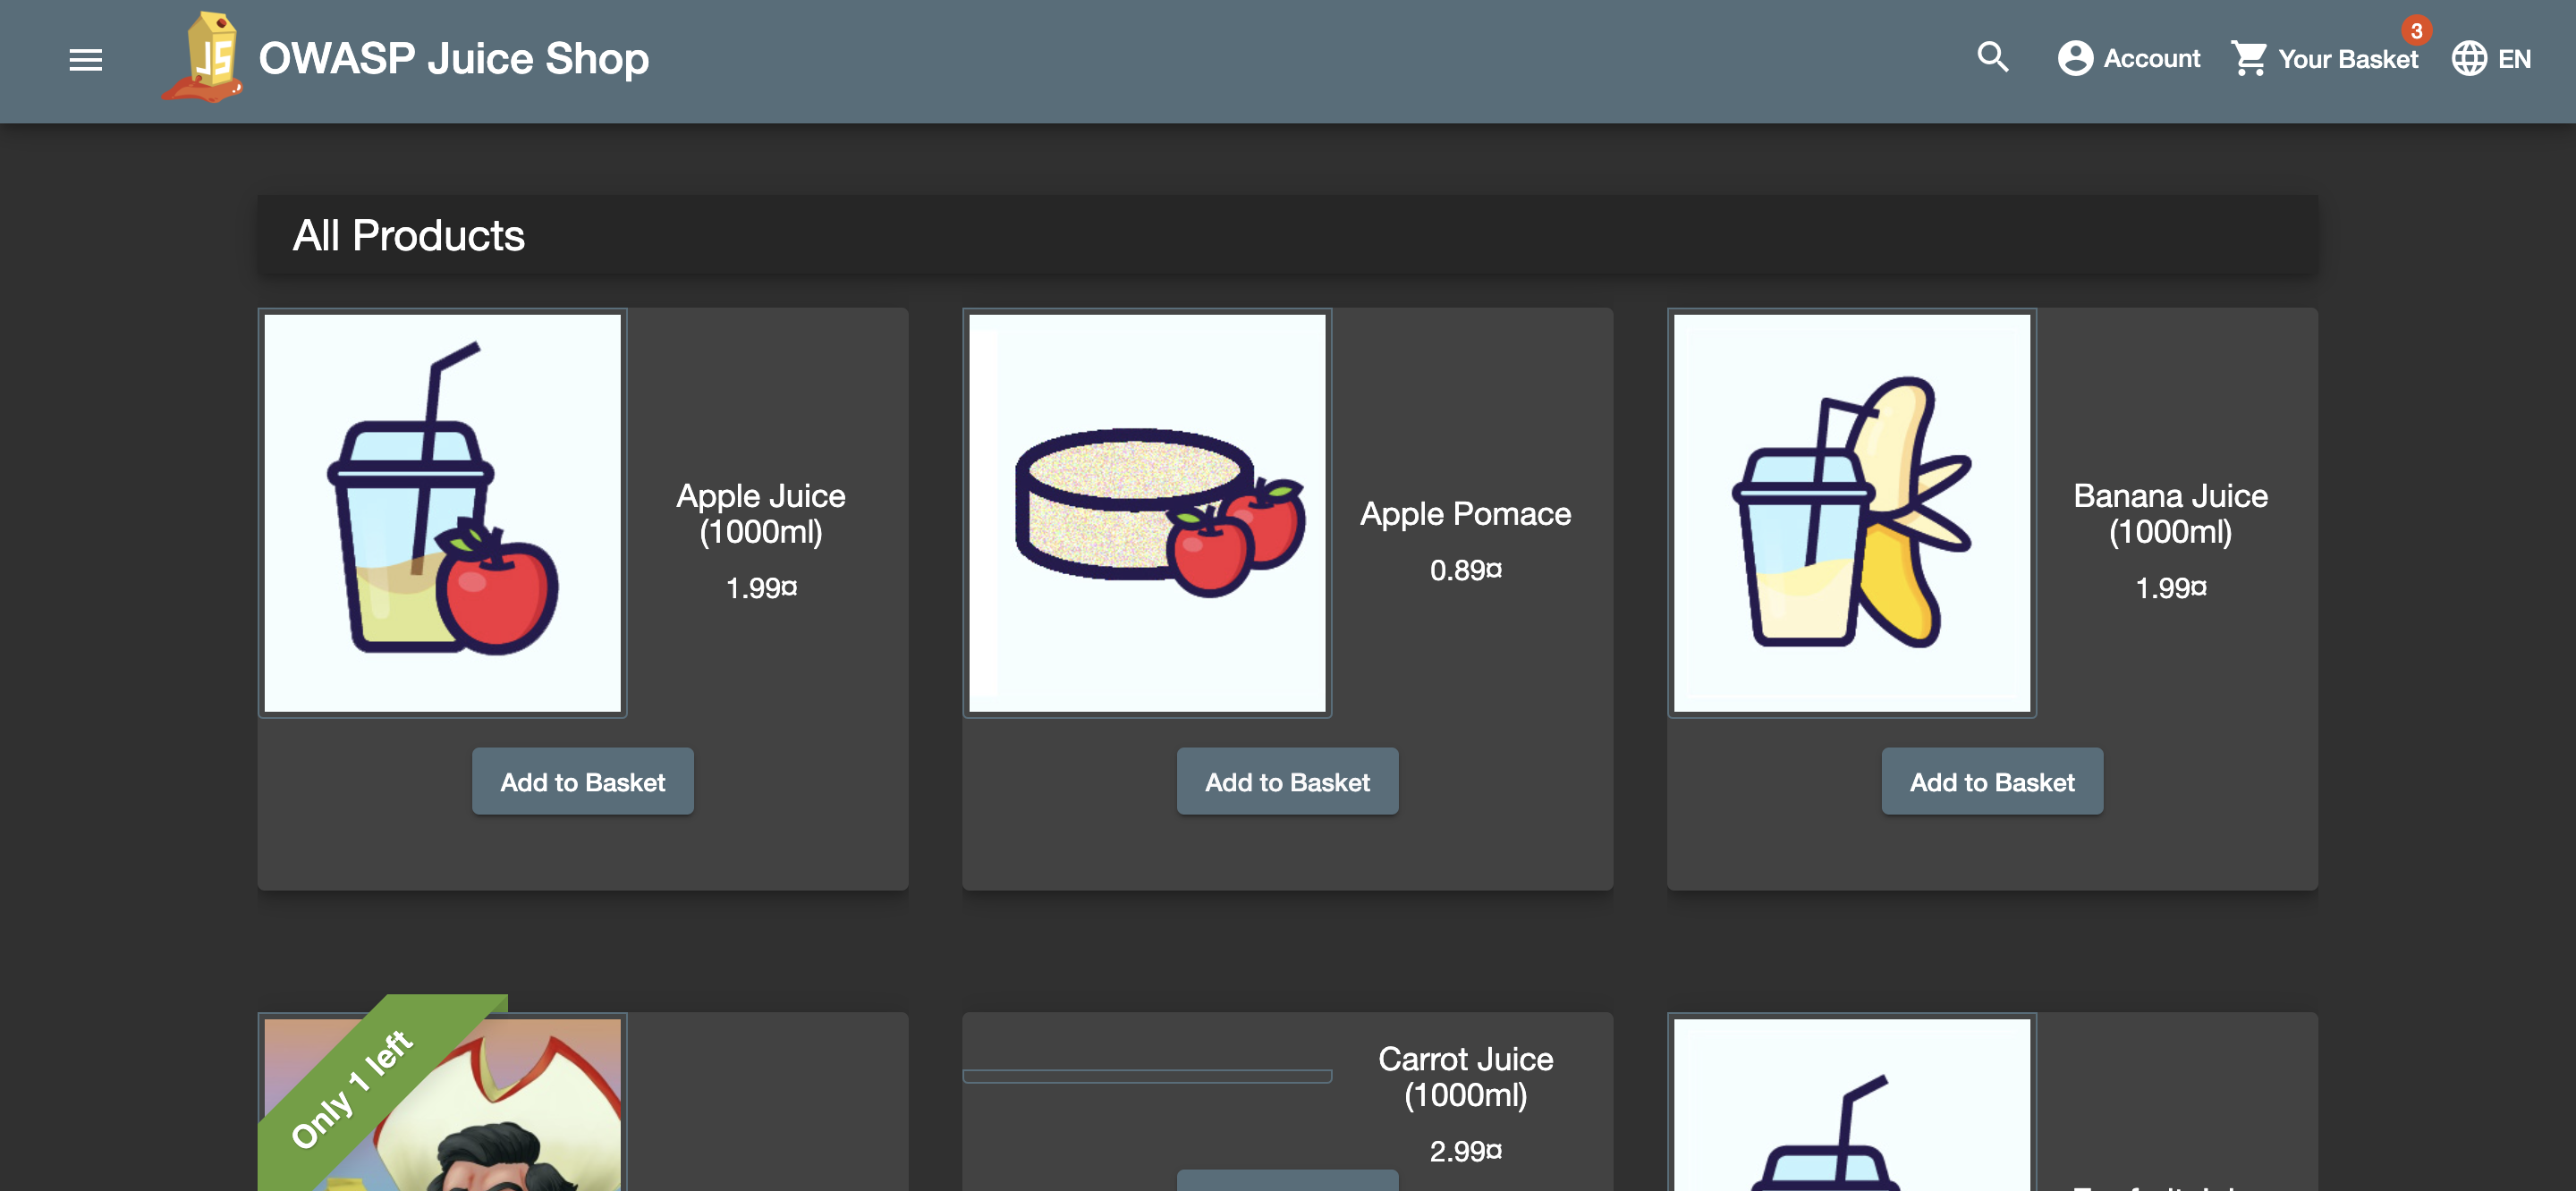 JS
OWASP Juice Shop
Account
3
Your Basket
EN
All Products
Apple Juice
(1000ml)
1.99¤
Add to Basket
Apple Pomace
0.89¤
Add to Basket
Banana Juice
(1000ml)
1.99¤
Add to Basket
Only 1 left
Carrot Juice
(1000ml)
2.99¤